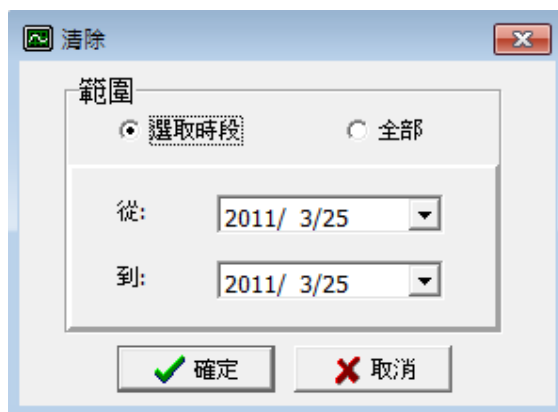 清除
範圍
選取時段 全部
從: 2011/ 3/25
到: 2011/ 3/25
確定 取消